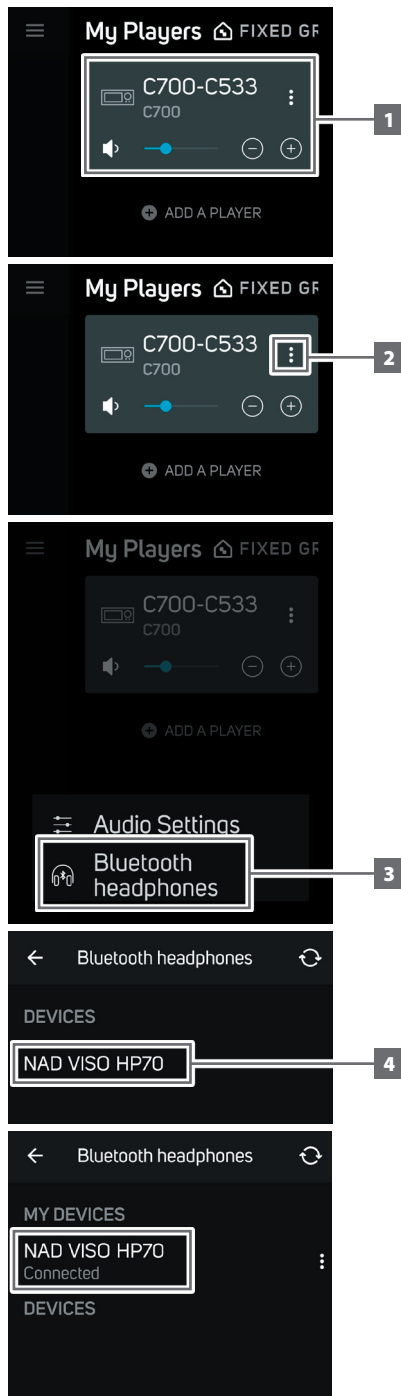 My Players FIXED GR
C700-C533
C700
1
ADD A PLAYER
My Players FIXED GR
C700-C533
2
C700
ADD A PLAYER
My Players FIXED GR
C700-C533
C700
ADD A PLAYER
Audio Settings
Bluetooth
headphones
3
Bluetooth headphones
DEVICES
NAD VISO HP70
4
Bluetooth headphones
MY DEVICES
NAD VISO HP70
Connected
DEVICES